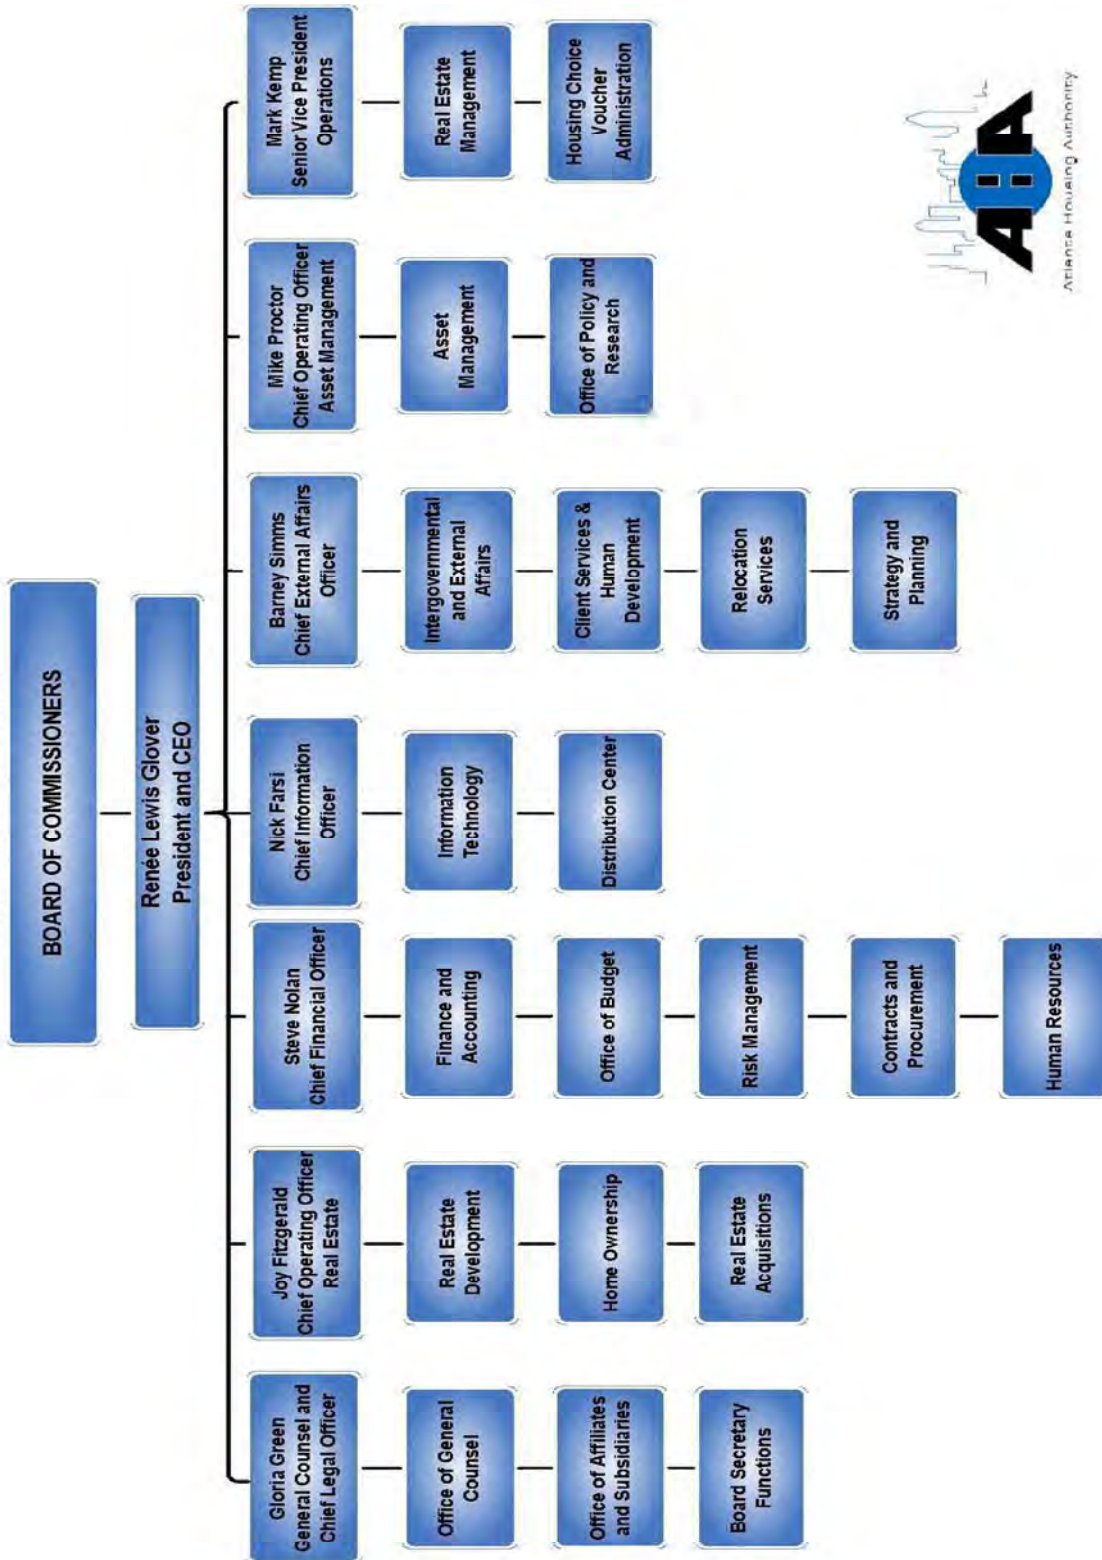 BOARD OF COMMISSIONERS
Renée Lewis Glover
President and CEO
Gloria Green
General Counsel and
Chief Legal Officer
Office of General
Counsel
Office of Affiliates
and Subsidiaries
Board Secretary
Functions
Joy Fitzgerald
Chief Operating Officer
Real Estate
Real Estate
Development
Home Ownership
Real Estate
Acquisitions
Steve Nolan
Chief Financial Officer
Finance and
Accounting
Office of Budget
Risk Management
Contracts and
Procurement
Human Resources
Nick Farsi
Chief Information
Officer
Information
Technology
Distribution Center
Barney Simms
Chief External Affairs
Officer
Intergovernmental
and External
Affairs
Client Services &
Human
Development
Relocation
Services
Strategy and
Planning
Mike Proctor
Chief Operating Officer
Asset Management
Asset
Management
Office of Policy and
Research
Mark Kemp
Senior Vice President
Operations
Real Estate
Management
Housing Choice
Voucher
Administration
AHA
Atlanta Housing Authority